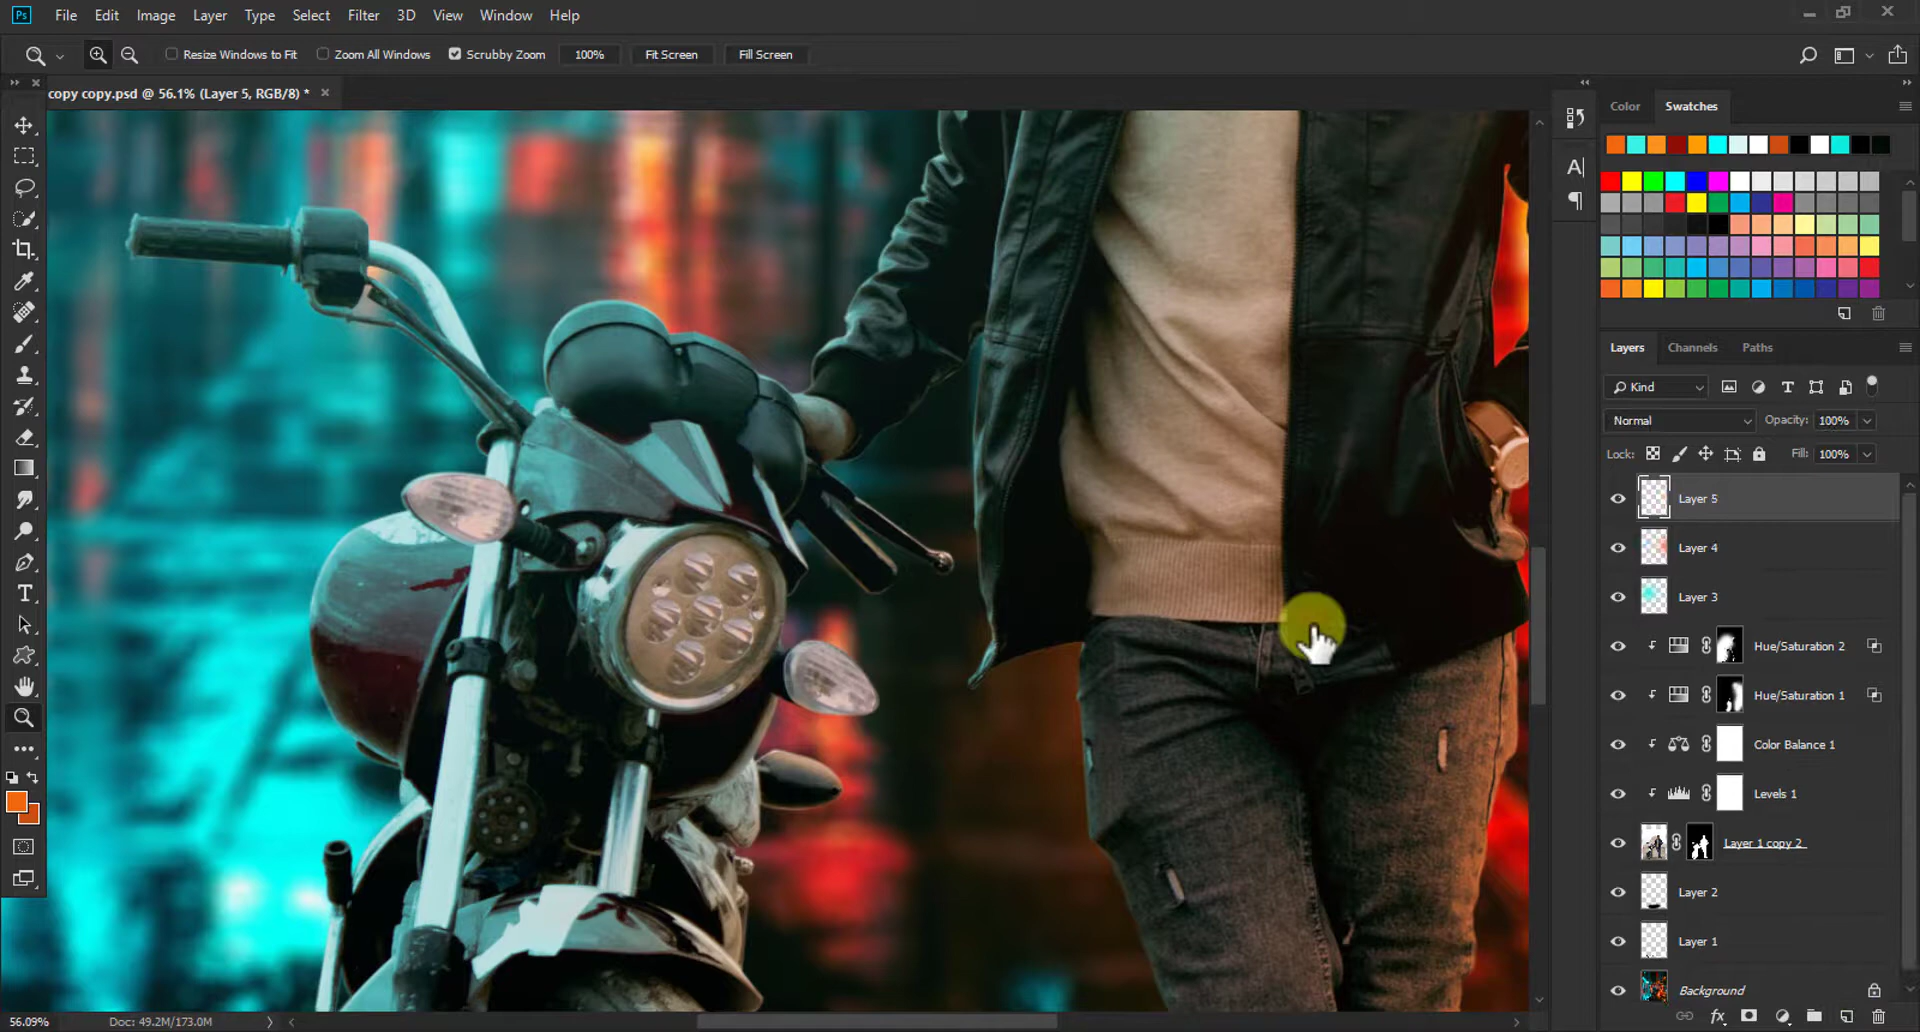 Ps File Edit Image Layer Type Select Filter 3D View Window Help
Resize Windows to Fit Zoom All Windows Scrubby Zoom 100% Fit Screen Fill Screen
copy copy.psd @ 56.1% (Layer 5, RGB/8) *
Color Swatches
Layers Channels Paths
Kind
Normal Opacity: 100%
Lock: Fill: 100%
Layer 5
Layer 4
Layer 3
Hue/Saturation 2
Hue/Saturation 1
Color Balance 1
Levels 1
Layer 1 copy 2
Layer 2
Layer 1
Background
56.09% Doc: 49.2M/173.0M